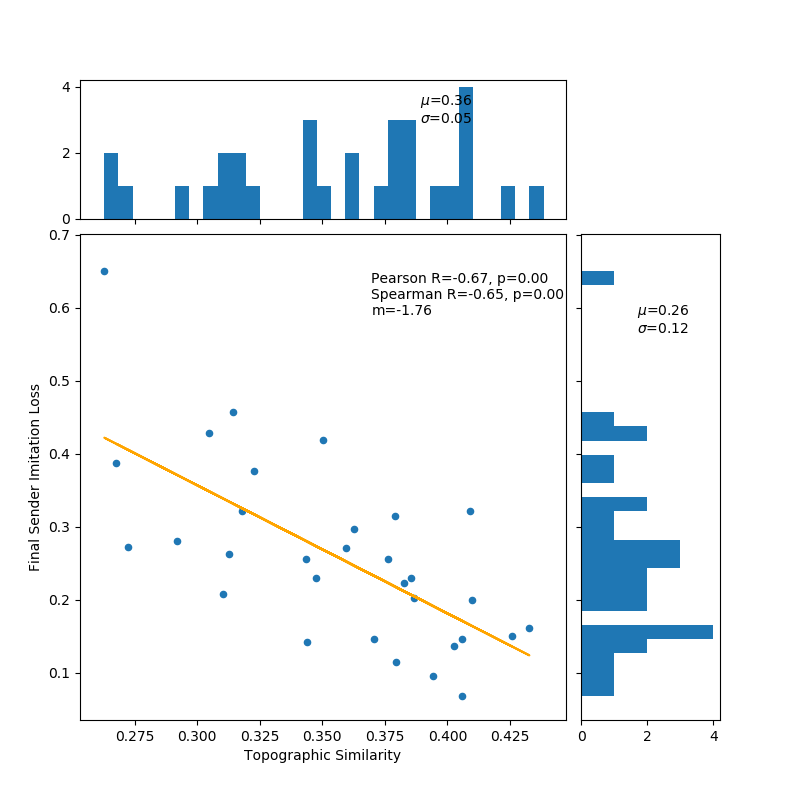 4
2
0
μ=0.36
σ=0.05
0.7
0.6
0.5
0.4
0.3
0.2
0.1
Final Sender Imitation Loss
Pearson R=-0.67, p=0.00
Spearman R=-0.65, p=0.00
m=-1.76
0.275 0.300 0.325 0.350 0.375 0.400 0.425
Topographic Similarity
μ=0.26
σ=0.12
0 2 4